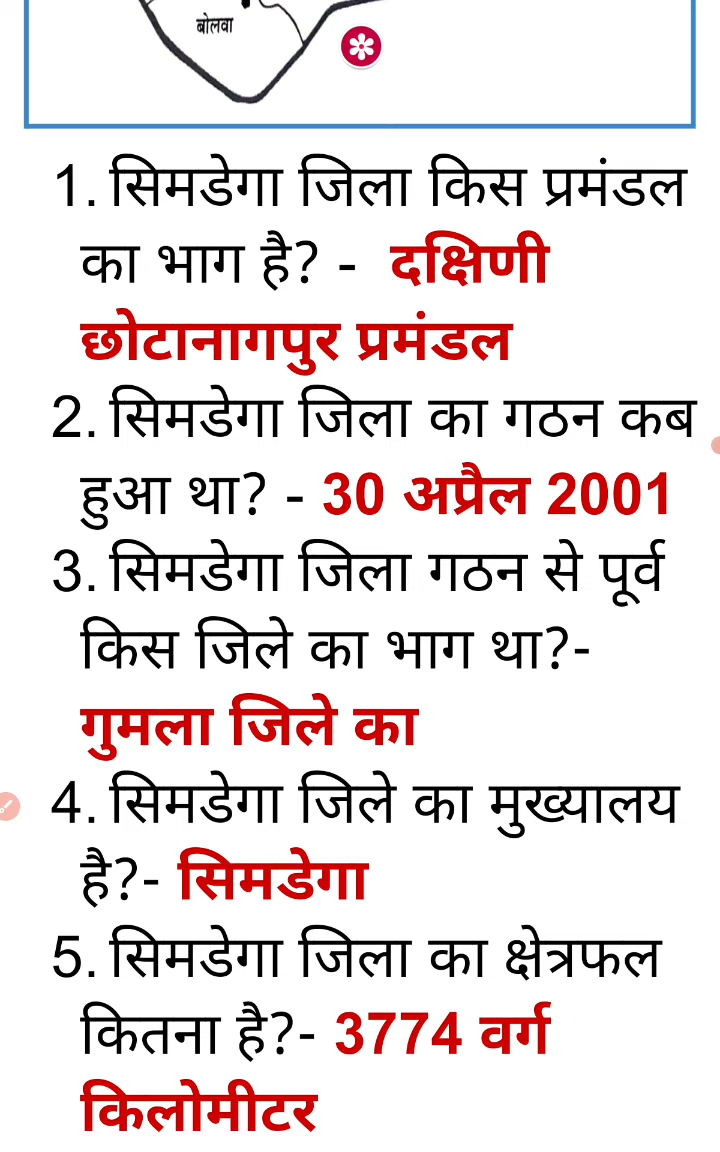 बोलवा
1. सिमडेगा जिला किस प्रमंडल
का भाग है? - दक्षिणी
छोटानागपुर प्रमंडल
2. सिमडेगा जिला का गठन कब
हुआ था? - 30 अप्रैल 2001
3. सिमडेगा जिला गठन से पूर्व
किस जिले का भाग था?-
गुमला जिले का
4. सिमडेगा जिले का मुख्यालय
है?- सिमडेगा
5. सिमडेगा जिला का क्षेत्रफल
कितना है?- 3774 वर्ग
किलोमीटर